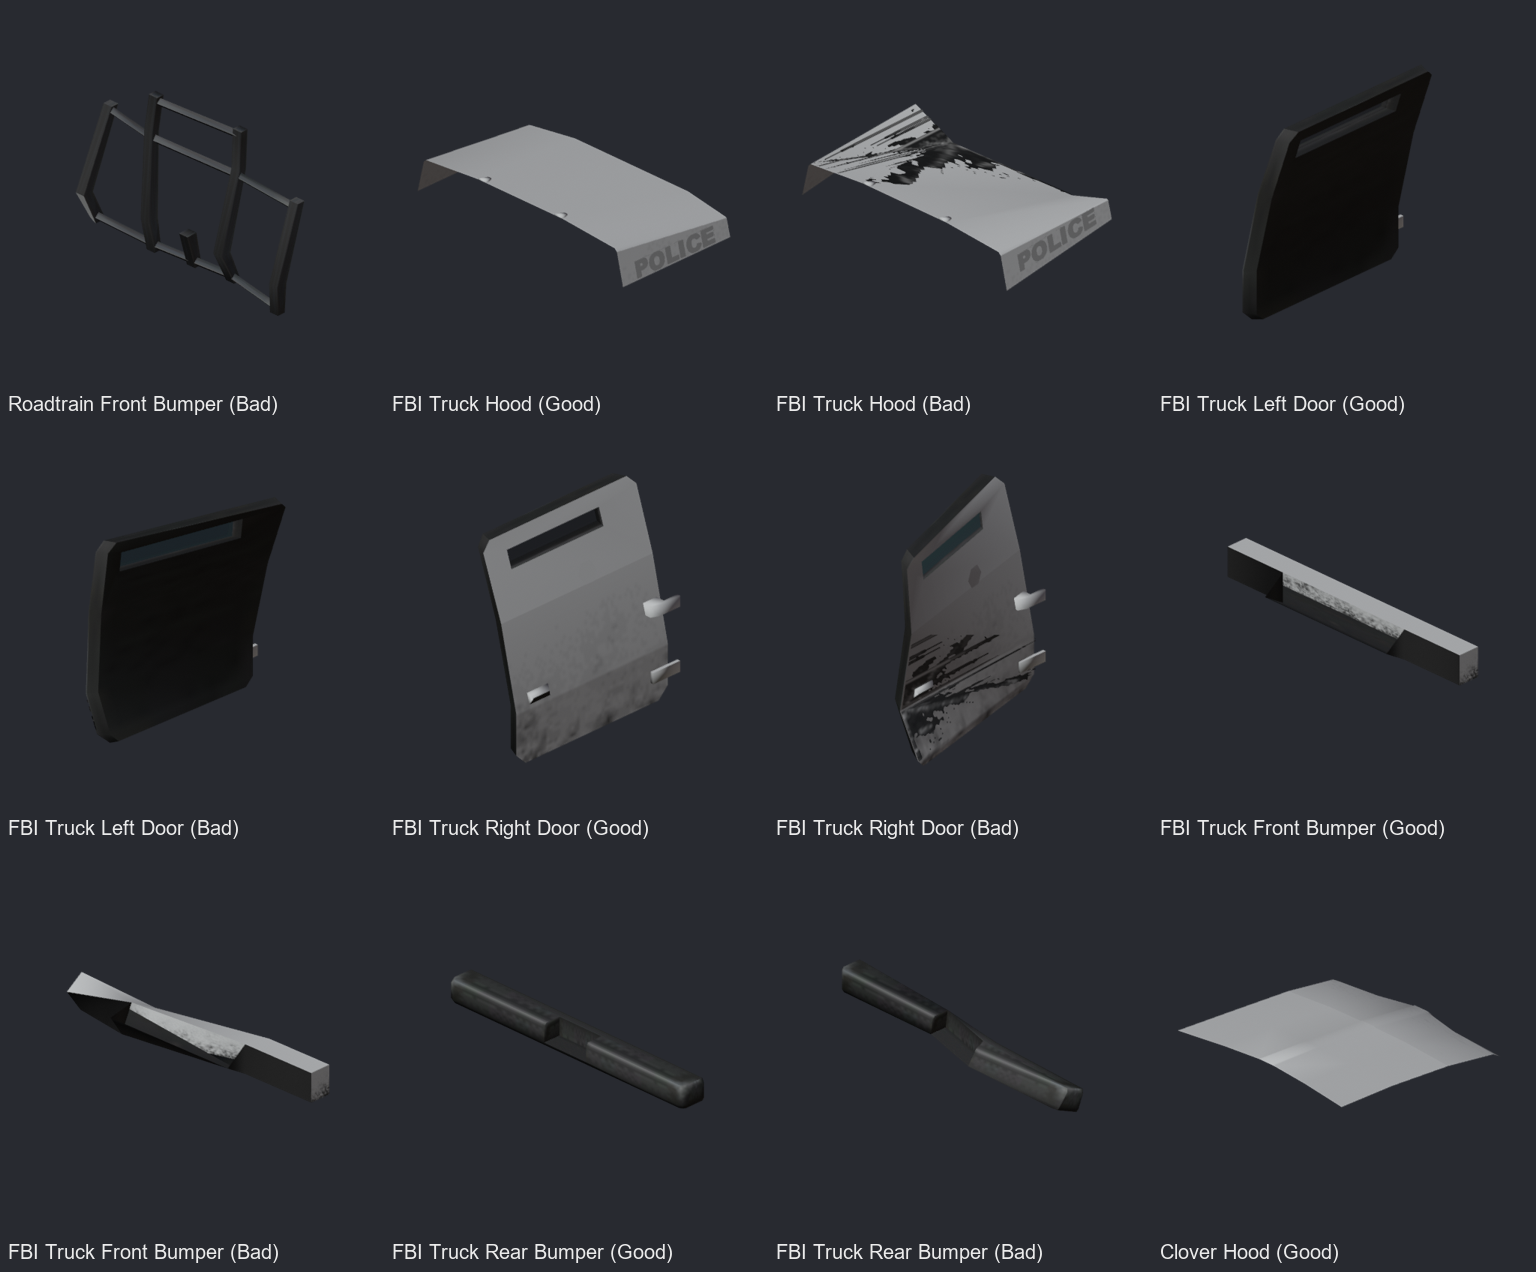 POLICE
POLICE
Roadtrain Front Bumper (Bad)
FBI Truck Hood (Good)
FBI Truck Hood (Bad)
FBI Truck Left Door (Good)
FBI Truck Left Door (Bad)
FBI Truck Right Door (Good)
FBI Truck Right Door (Bad)
FBI Truck Front Bumper (Good)
FBI Truck Front Bumper (Bad)
FBI Truck Rear Bumper (Good)
FBI Truck Rear Bumper (Bad)
Clover Hood (Good)